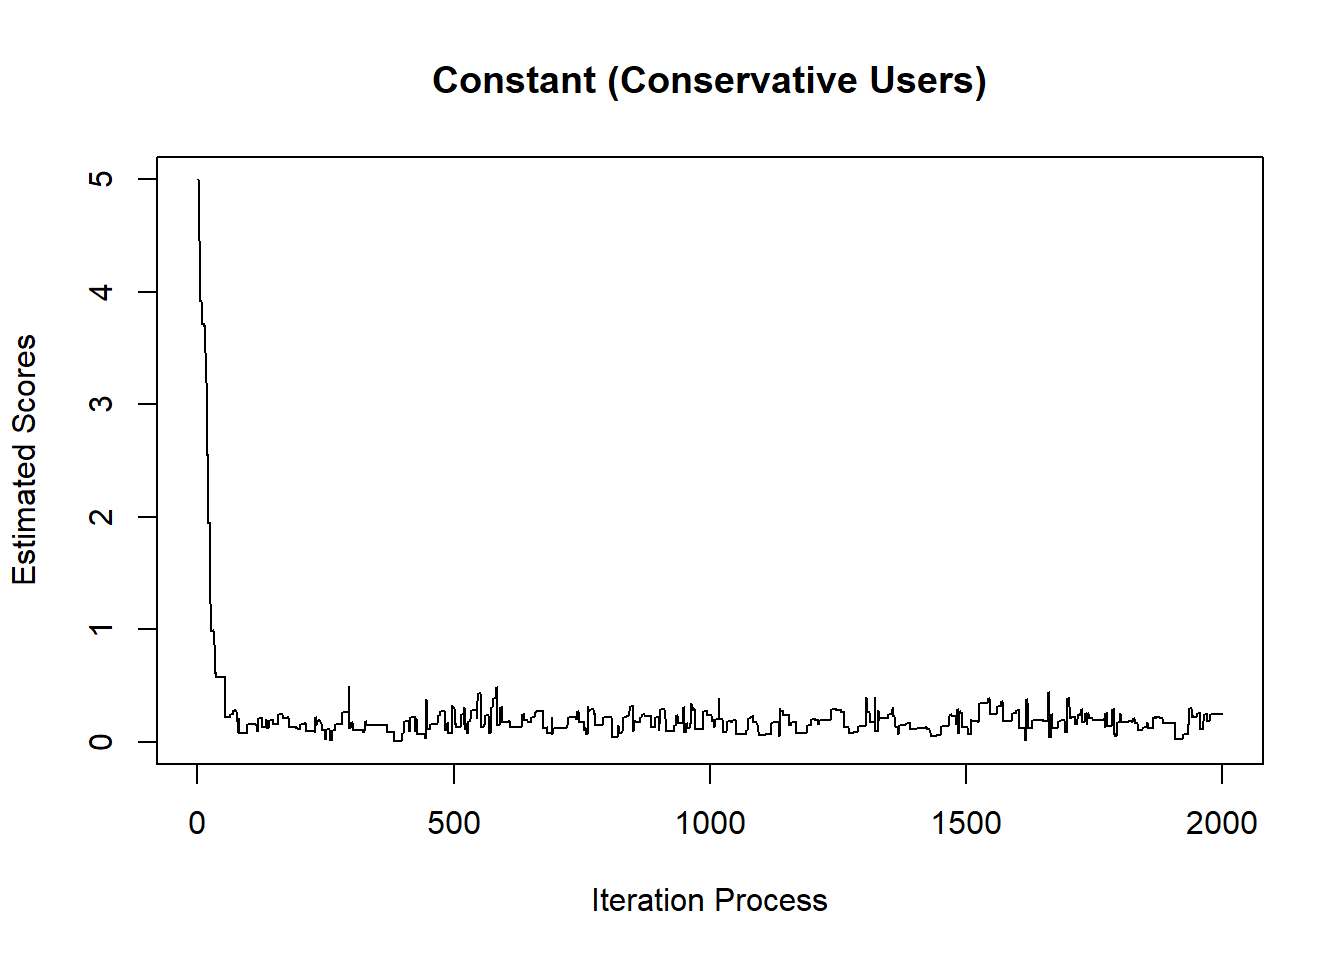 Constant (Conservative Users)
Estimated Scores
5
4
3
2
1
0
0 500 1000 1500 2000
Iteration Process